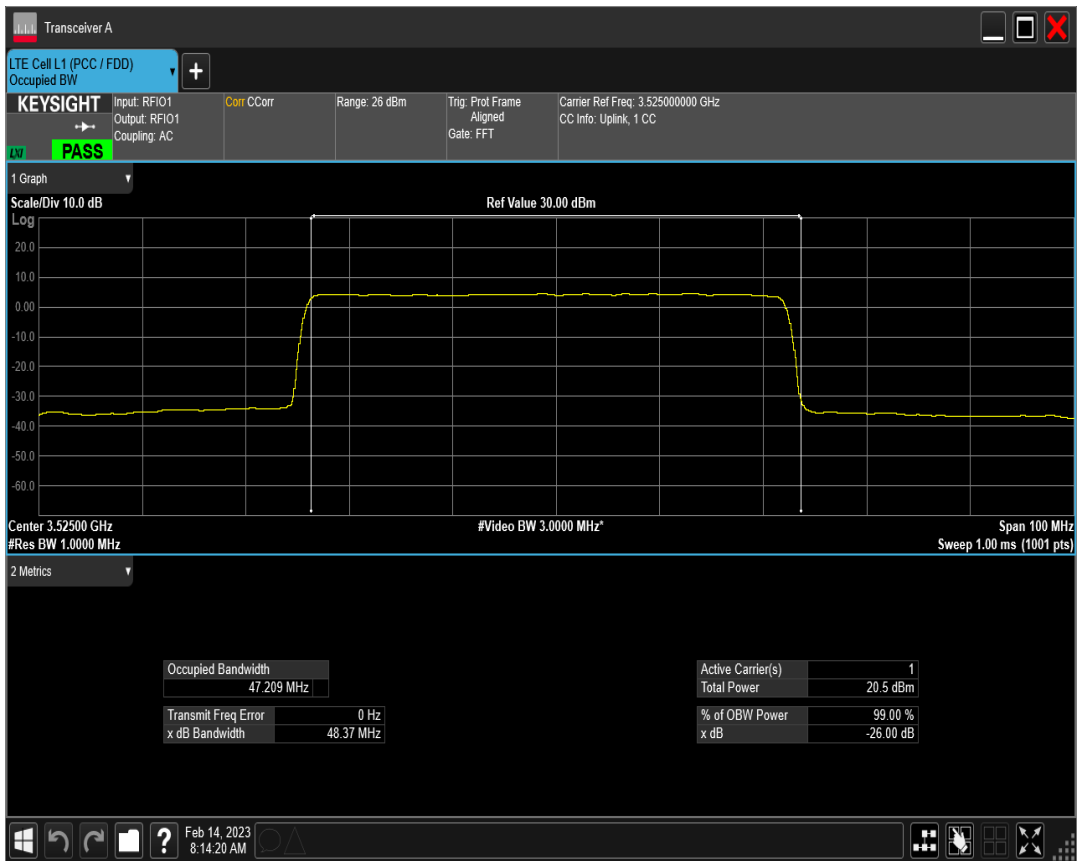 Transceiver A
LTE Cell L1 (PCC / FDD)
Occupied BW
KEYSIGHT
LXI
PASS
Input: RFIO1
Output: RFIO1
Coupling: AC
Corr CCorr
Range: 26 dBm
Trig: Prot Frame
Aligned
Gate: FFT
Carrier Ref Freq: 3.525000000 GHz
CC Info: Uplink, 1 CC
1 Graph
Scale/Div 10.0 dB
Ref Value 30.00 dBm
Log
20.0
10.0
0.00
-10.0
-20.0
-30.0
-40.0
-50.0
-60.0
Center 3.52500 GHz
#Video BW 3.0000 MHz*
Span 100 MHz
#Res BW 1.0000 MHz
Sweep 1.00 ms (1001 pts)
2 Metrics
Occupied Bandwidth
47.209 MHz
Transmit Freq Error 0 Hz
x dB Bandwidth 48.37 MHz
Active Carrier(s) 1
Total Power 20.5 dBm
% of OBW Power 99.00 %
x dB -26.00 dB
Feb 14, 2023
8:14:20 AM